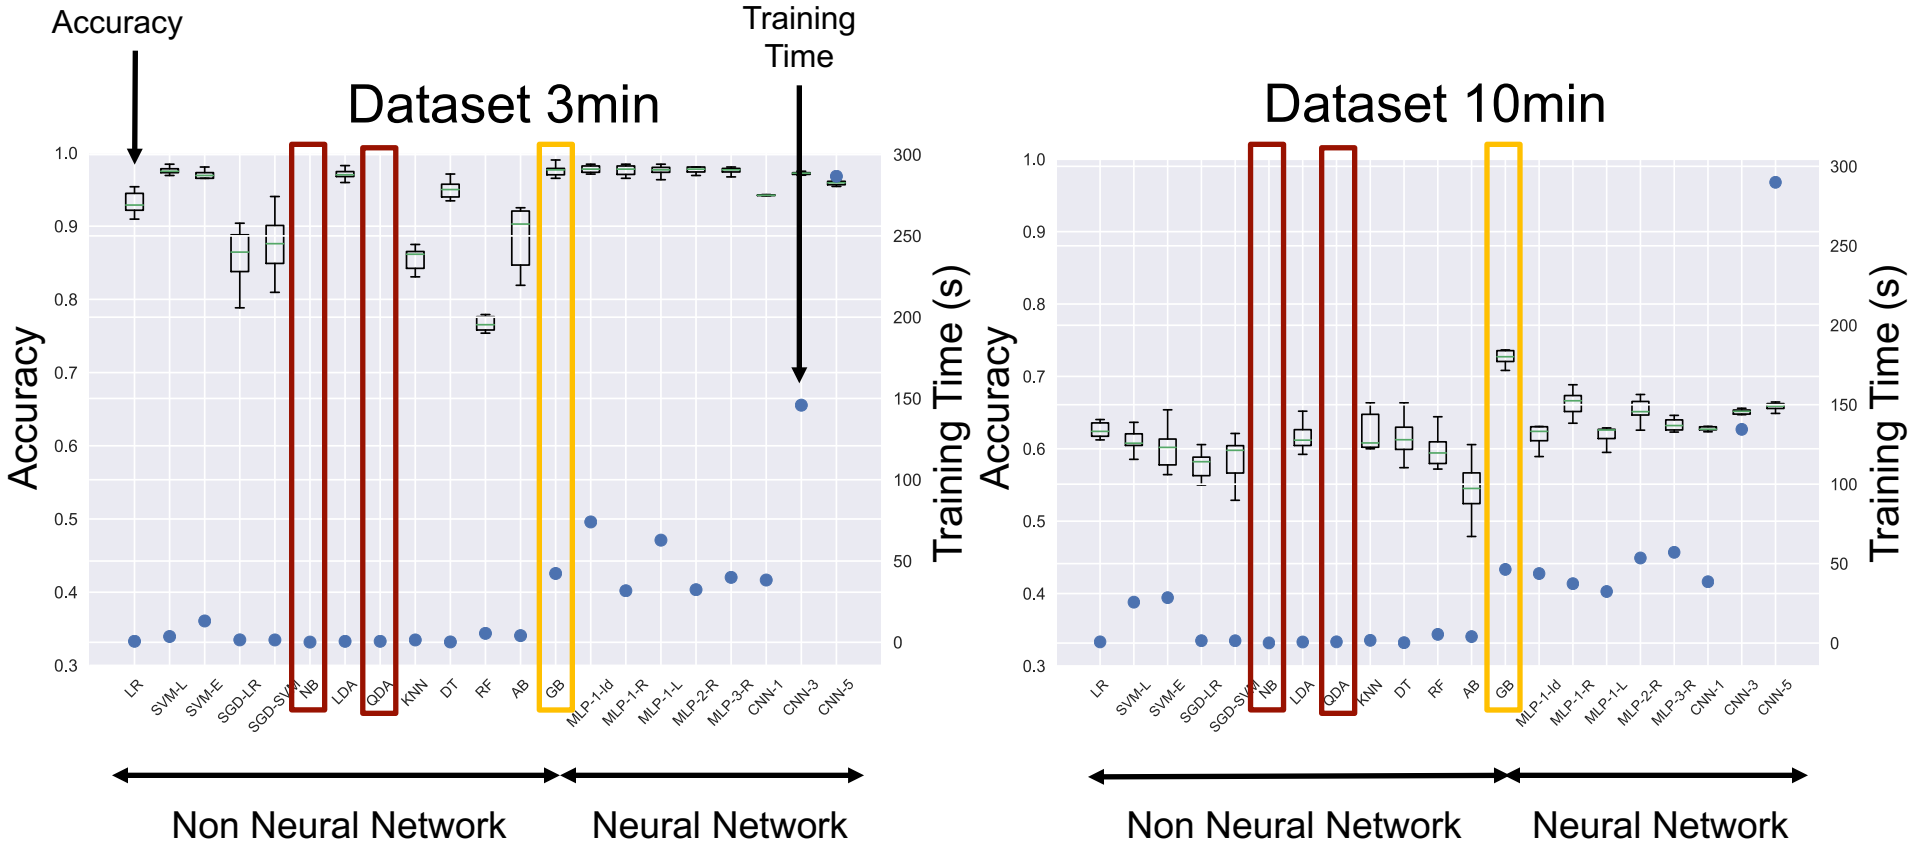 Accuracy
Training
Time
Dataset 3min
1.0
0.9
0.8
0.7
0.6
0.5
0.4
0.3
Accuracy
300
250
200
150
100
50
0
Training Time (s)
LR
SVM-L
SVM-E
SGD-LR
SGD-SVM
NB
LDA
QDA
KNN
DT
RF
AB
GB
MLP-1-Id
MLP-1-R
MLP-1-L
MLP-2-R
MLP-3-R
CNN-1
CNN-3
CNN-5
Non Neural Network
Neural Network
Dataset 10min
1.0
0.9
0.8
0.7
0.6
0.5
0.4
0.3
Accuracy
300
250
200
150
100
50
0
Training Time (s)
LR
SVM-L
SVM-E
SGD-LR
SGD-SVM
NB
LDA
QDA
KNN
DT
RF
AB
GB
MLP-1-Id
MLP-1-R
MLP-1-L
MLP-2-R
MLP-3-R
CNN-1
CNN-3
CNN-5
Non Neural Network
Neural Network